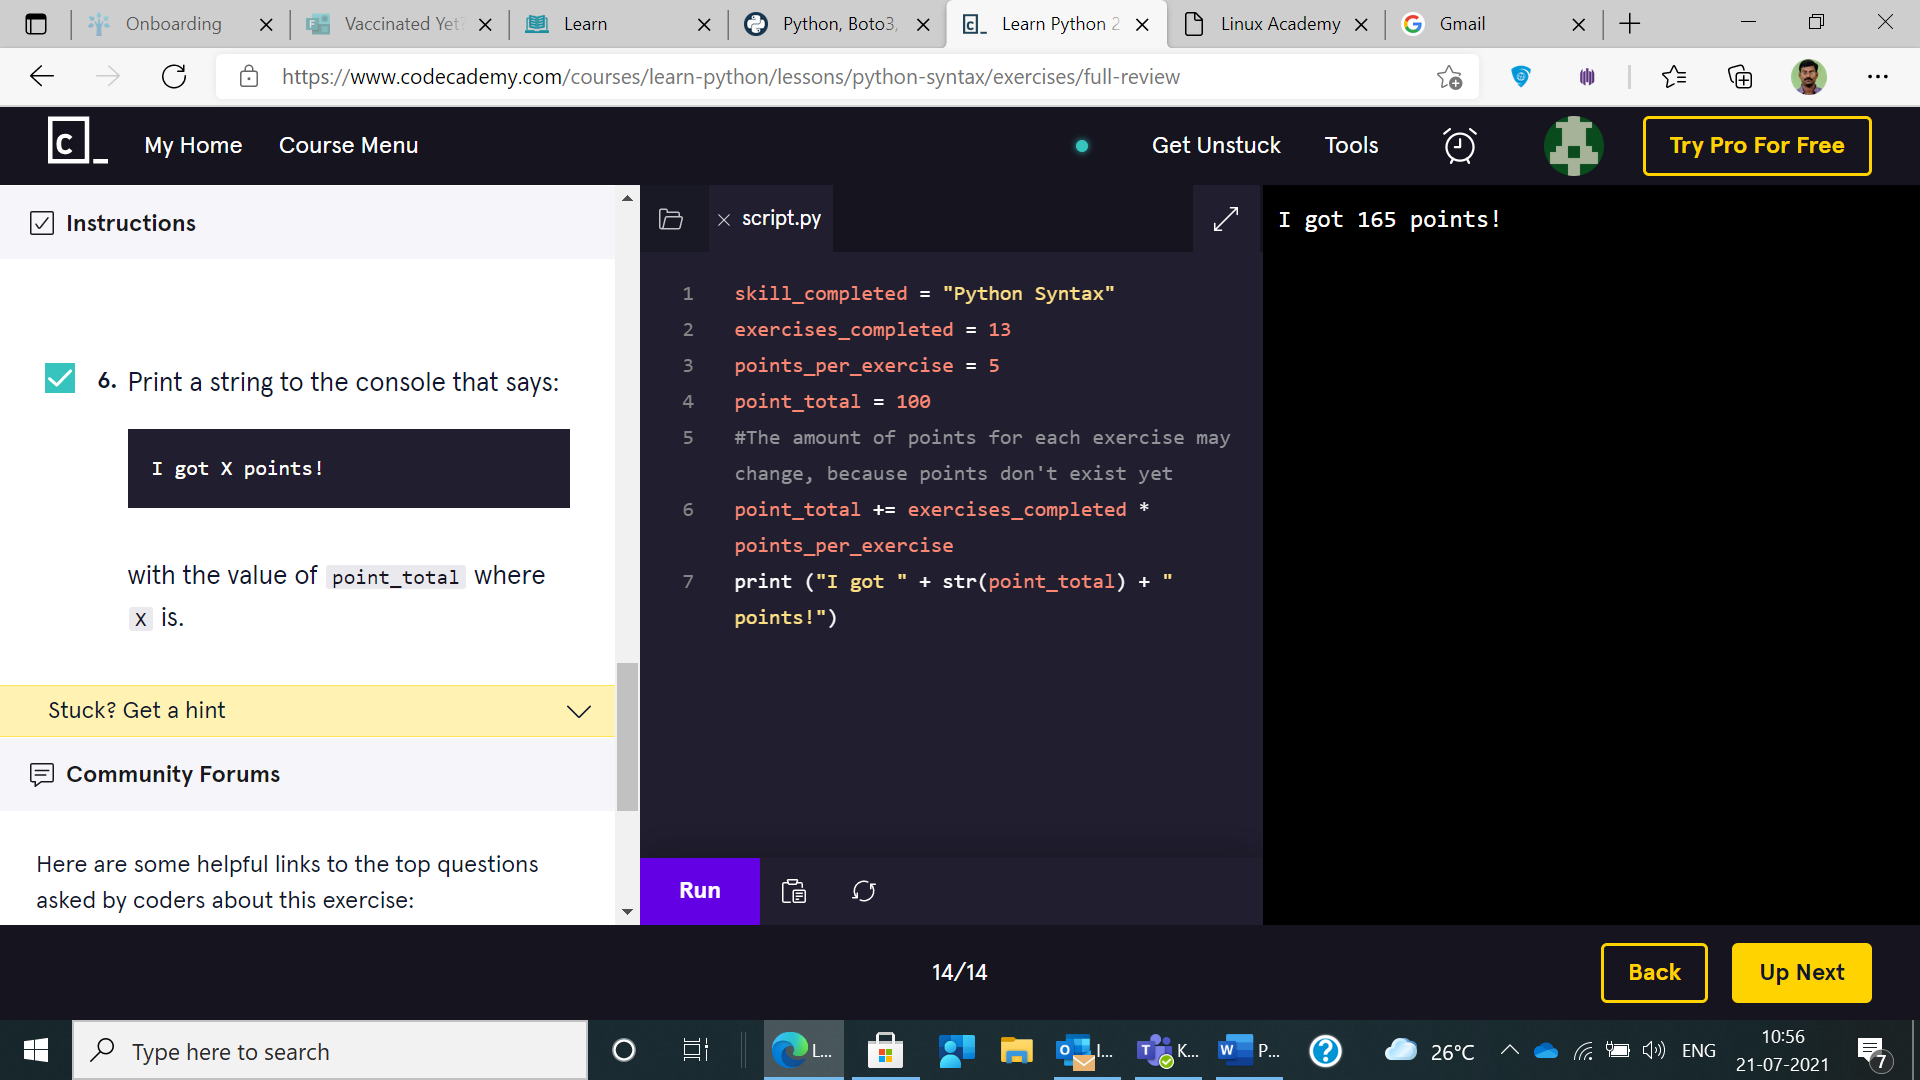 Onboarding
Vaccinated Yet
Learn
Python, Boto3,
Learn Python 2
Linux Academy
Gmail
https://www.codecademy.com/courses/learn-python/lessons/python-syntax/exercises/full-review
My Home
Course Menu
Get Unstuck
Tools
Try Pro For Free
Instructions
6. Print a string to the console that says:
I got X points!
with the value of point_total where
X is.
Stuck? Get a hint
Community Forums
Here are some helpful links to the top questions
asked by coders about this exercise:
script.py
1 skill_completed = "Python Syntax"
2 exercises_completed = 13
3 points_per_exercise = 5
4 point_total = 100
5 #The amount of points for each exercise may
change, because points don't exist yet
6 point_total += exercises_completed *
points_per_exercise
7 print ("I got " + str(point_total) + "
points!")
Run
I got 165 points!
14/14
Back
Up Next
Type here to search
L...
I...
K...
P...
26°C
ENG
10:56
21-07-2021
7